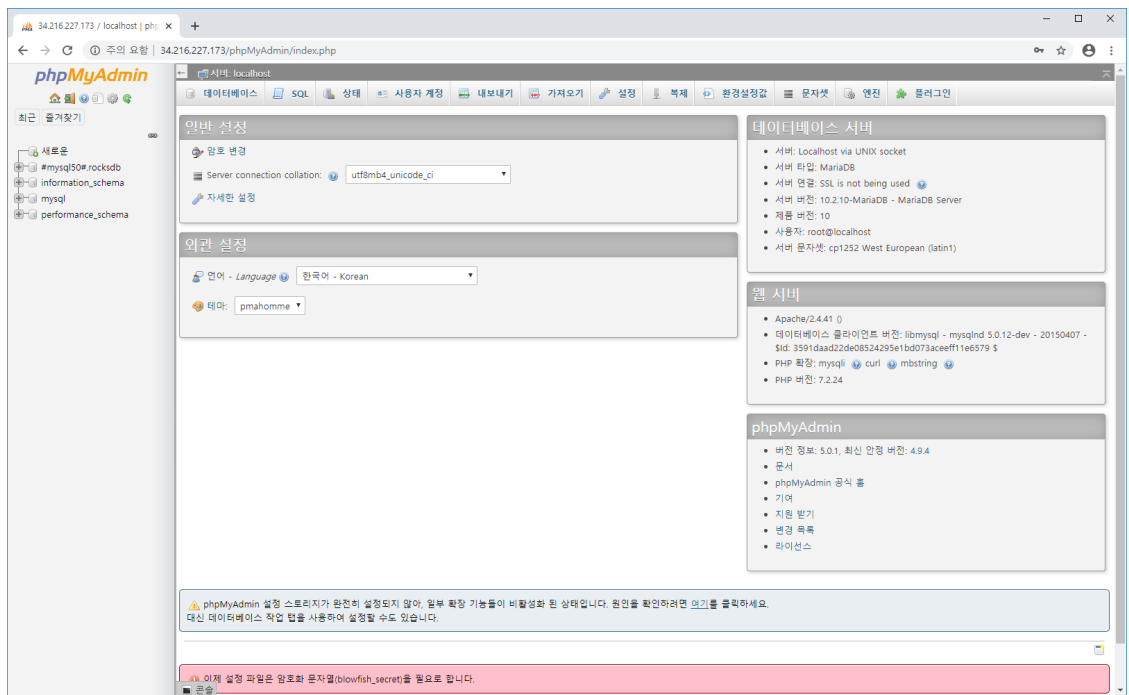 34.216.227.173 / localhost | php
주의 요함 | 34.216.227.173/phpMyAdmin/index.php
phpMyAdmin
최근 즐겨찾기
새로운
#mysql50#.rocksdb
information_schema
mysql
performance_schema
서버: localhost
데이터베이스 SQL 상태 사용자 계정 내보내기 가져오기 설정 복제 환경설정값 문자셋 엔진 플러그인
일반 설정
암호 변경
Server connection collation: utf8mb4_unicode_ci
자세한 설정
외관 설정
언어 - Language 한국어 - Korean
테마: pmahomme
데이터베이스 서버
서버: Localhost via UNIX socket
서버 타입: MariaDB
서버 연결: SSL is not being used
서버 버전: 10.2.10-MariaDB - MariaDB Server
제품 버전: 10
사용자: root@localhost
서버 문자셋: cp1252 West European (latin1)
웹 서버
Apache/2.4.41 ()
데이터베이스 클라이언트 버전: libmysql - mysqlnd 5.0.12-dev - 20150407 -
$Id: 3591daad22de08524295e1bd073aceeff11e6579 $
PHP 확장: mysqli curl mbstring
PHP 버전: 7.2.24
phpMyAdmin
버전 정보: 5.0.1, 최신 안정 버전: 4.9.4
문서
phpMyAdmin 공식 홈
기여
지원 받기
변경 목록
라이선스
phpMyAdmin 설정 스토리지가 완전히 설정되지 않아, 일부 확장 기능들이 비활성화 된 상태입니다. 원인을 확인하려면 여기를 클릭하세요.
대신 데이터베이스 작업 탭을 사용하여 설정할 수도 있습니다.
이제 설정 파일은 암호화 문자열(blowfish_secret)을 필요로 합니다.
콘솔